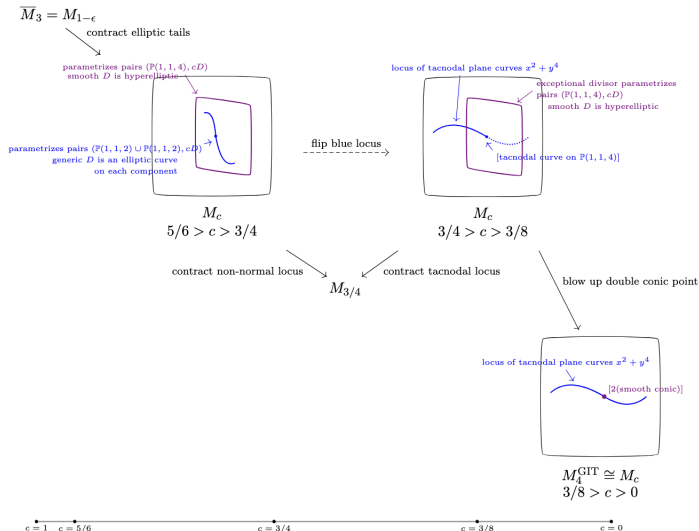 M̅₃ = M₁₋ϵ
contract elliptic tails
parametrizes pairs (ℙ(1, 1, 4), cD)
smooth D is hyperelliptic
parametrizes pairs (ℙ(1, 1, 2) ∪ ℙ(1, 1, 2), cD)
generic D is an elliptic curve
on each component
M_c
5/6 > c > 3/4
flip blue locus
locus of tacnodal plane curves x² + y⁴
exceptional divisor parametrizes
pairs (ℙ(1, 1, 4), cD)
smooth D is hyperelliptic
[tacnodal curve on ℙ(1, 1, 4)]
M_c
3/4 > c > 3/8
contract non-normal locus
contract tacnodal locus
M₃/₄
blow up double conic point
locus of tacnodal plane curves x² + y⁴
[2(smooth conic)]
M₄^GIT ≅ M_c
3/8 > c > 0
c = 1
c = 5/6
c = 3/4
c = 3/8
c = 0